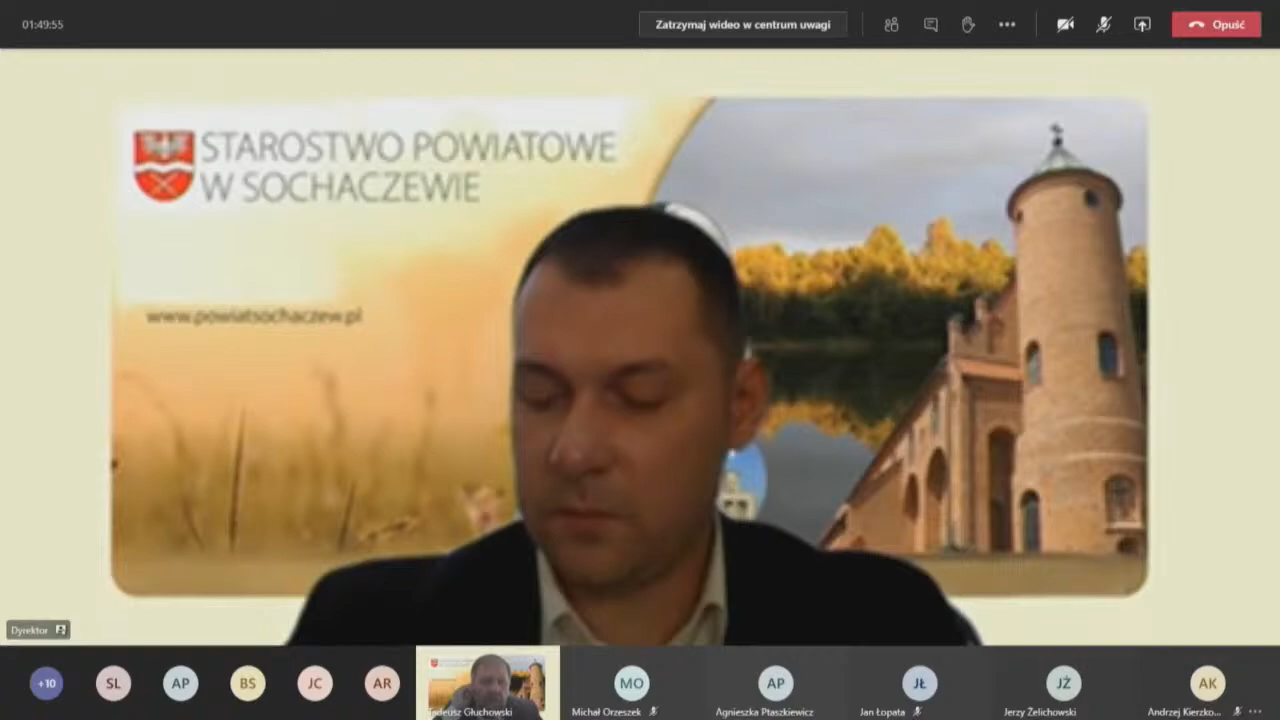 01:49:55
Zatrzymaj wideo w centrum uwagi
Opuść
STAROSTWO POWIATOWE
W SOCHACZEWIE
www.powiatsochaczew.pl
Dyrektor
+10
SL
AP
BS
JC
AR
Tadeusz Głuchowski
MO
Michał Orzeszek
AP
Agnieszka Ptaszkiewicz
JŁ
Jan Łopata
JŻ
Jerzy Żelichowski
AK
Andrzej Kierzko...